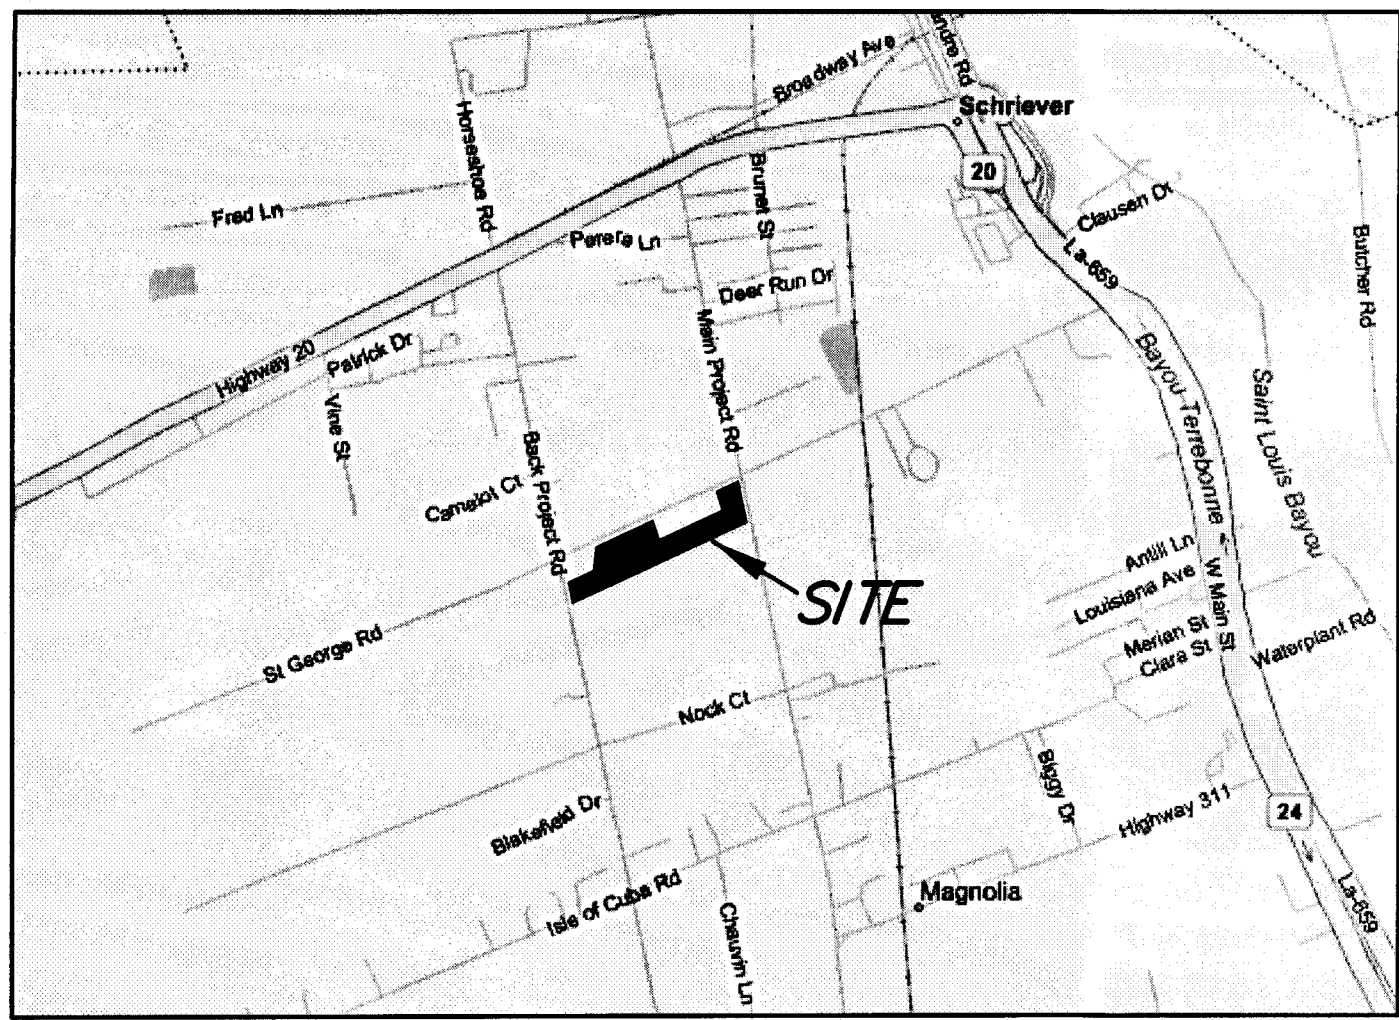 Broadway Ave
andre Rd
Schriever
Horseshoe Rd
20
Brunet St
Fred Ln
Clausen Dr
Perera Ln
La-659
Butcher Rd
Deer Run Dr
Main Project Rd
Highway 20
Patrick Dr
Bayou Terrebonne
Saint Louis Bayou
Vine St
Back Project Rd
Camelot Ct
Antill Ln
Louisiana Ave
W Main St
SITE
Merian St
Clara St
Waterplant Rd
St George Rd
Nock Ct
Biggy Dr
Highway 311
24
Blakefield Dr
Isle of Cuba Rd
Magnolia
La-659
Chauvin Ln